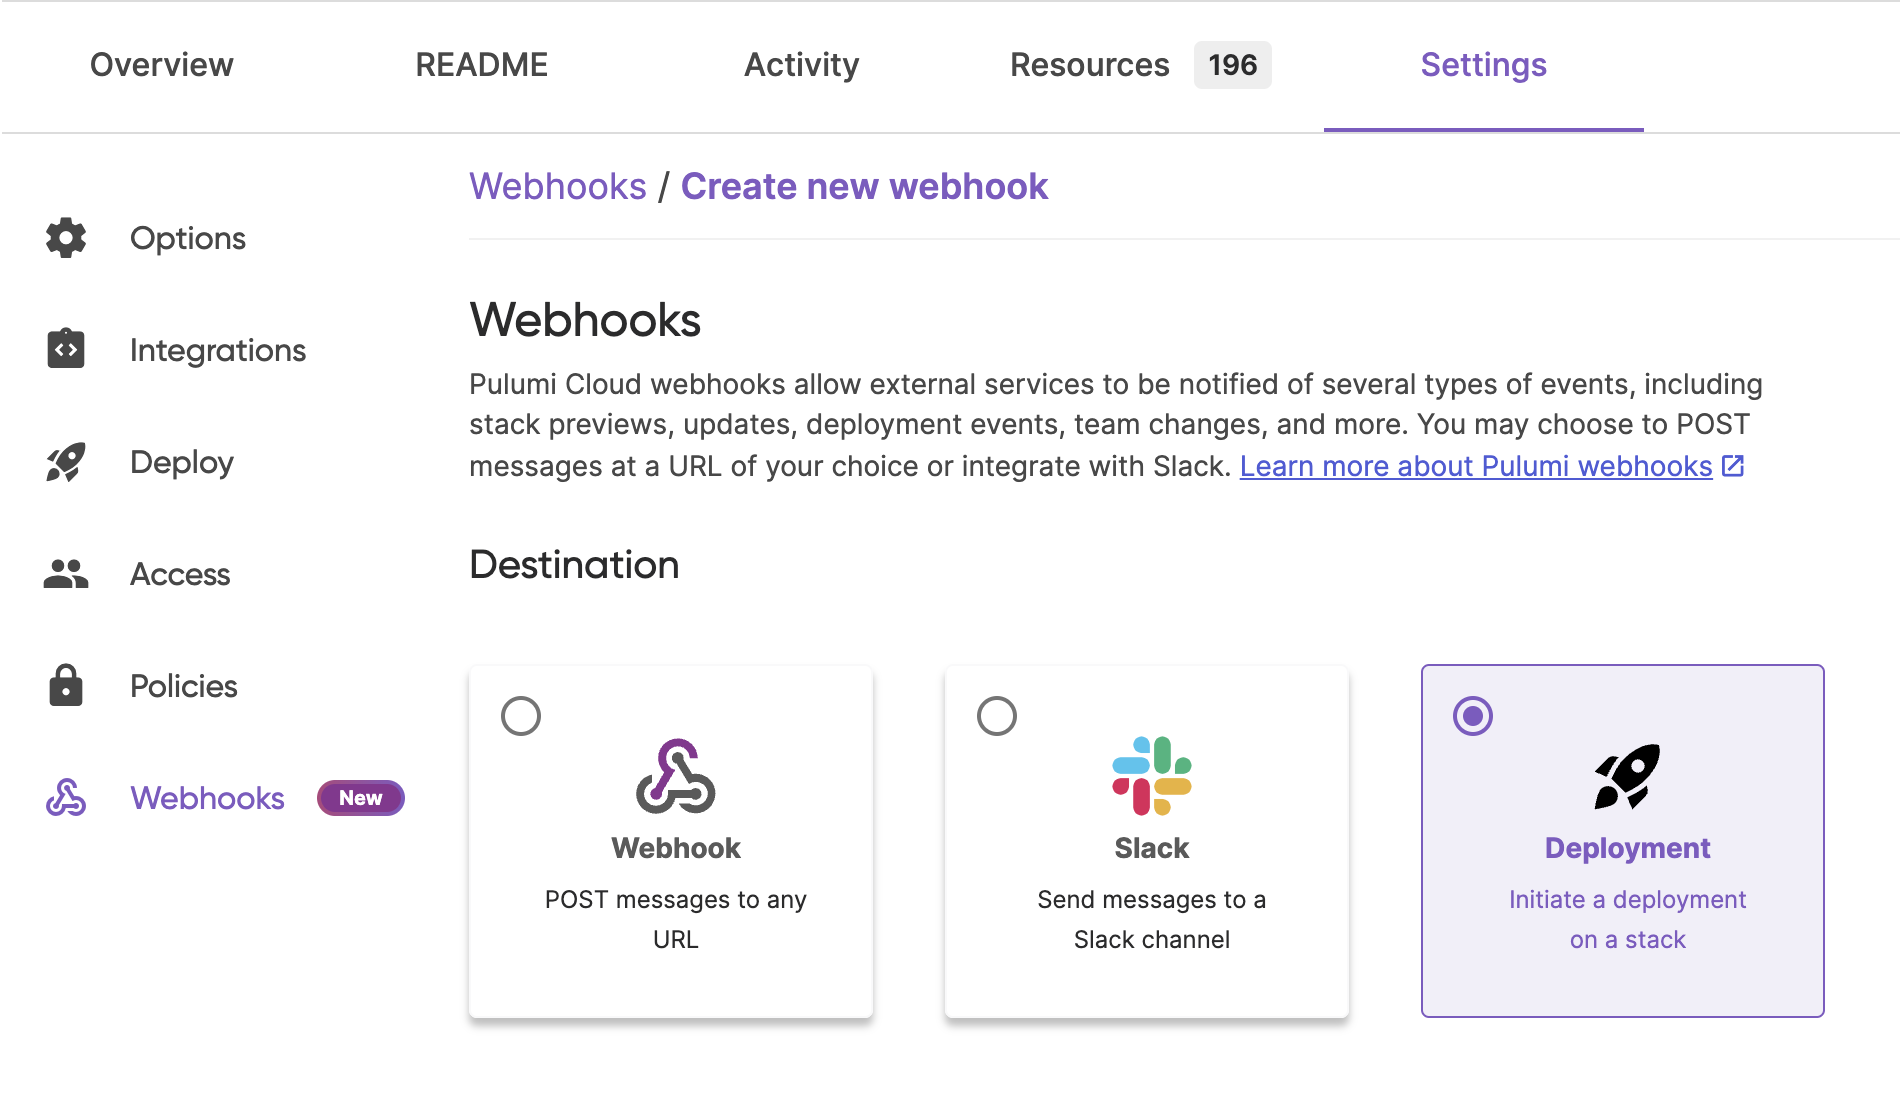 Overview README Activity Resources 196 Settings
Webhooks / Create new webhook
Options
Integrations
Deploy
Access
Policies
Webhooks New
Webhooks
Pulumi Cloud webhooks allow external services to be notified of several types of events, including
stack previews, updates, deployment events, team changes, and more. You may choose to POST
messages at a URL of your choice or integrate with Slack. Learn more about Pulumi webhooks
Destination
Webhook
POST messages to any
URL
Slack
Send messages to a
Slack channel
Deployment
Initiate a deployment
on a stack